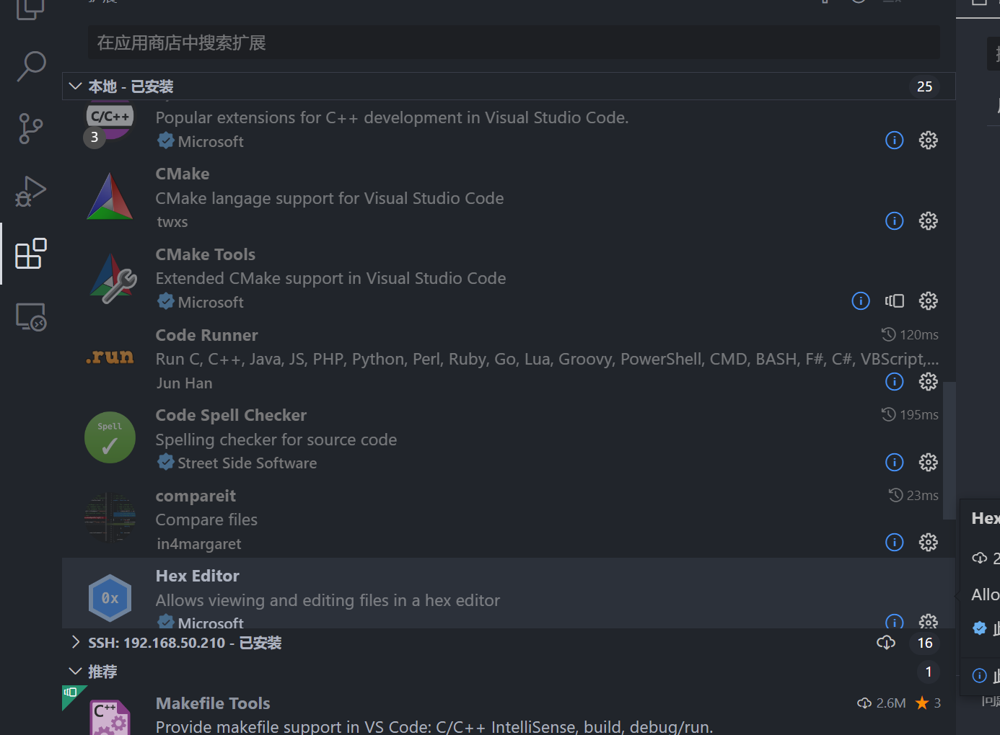 在应用商店中搜索扩展
本地 - 已安装
25
C/C++
3
Popular extensions for C++ development in Visual Studio Code.
Microsoft
CMake
CMake langage support for Visual Studio Code
twxs
CMake Tools
Extended CMake support in Visual Studio Code
Microsoft
Code Runner
120ms
.run
Run C, C++, Java, JS, PHP, Python, Perl, Ruby, Go, Lua, Groovy, PowerShell, CMD, BASH, F#, C#, VBScript,...
Jun Han
Code Spell Checker
195ms
Spell
Spelling checker for source code
Street Side Software
compareit
23ms
Compare files
in4margaret
Hex Editor
0x
Allows viewing and editing files in a hex editor
Microsoft
SSH: 192.168.50.210 - 已安装
16
推荐
1
Makefile Tools
2.6M
3
C++
Provide makefile support in VS Code: C/C++ IntelliSense, build, debug/run.
Hex
2
Allo